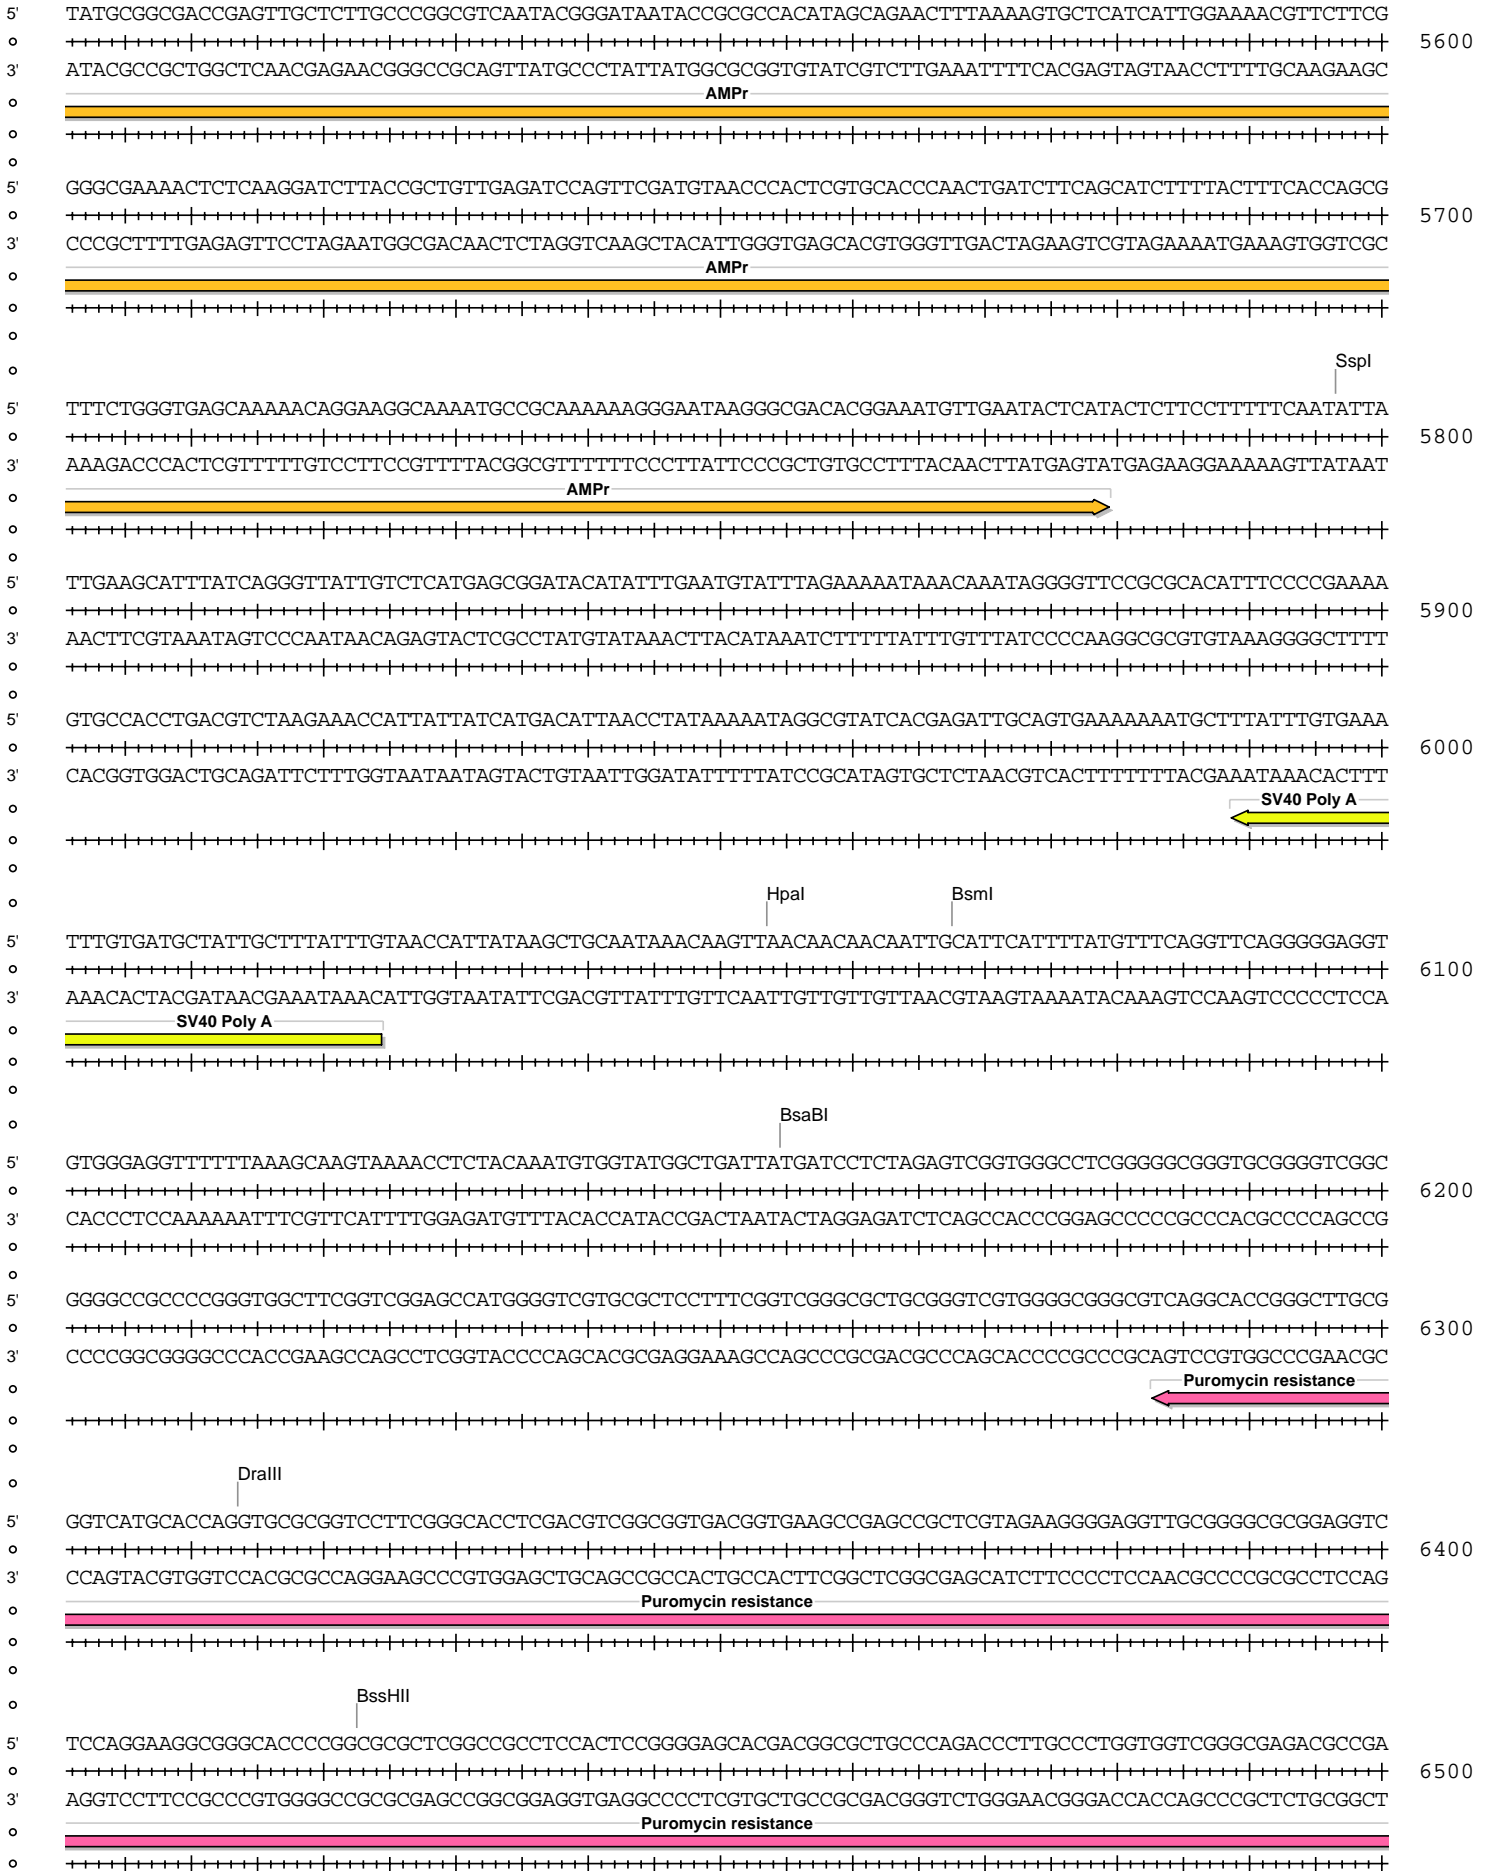 5' TATGCGGCGACCGAGTTGCTCTTGCCCGGCGTCAATACGGGATAATACCGCGCCACATAGCAGAACTTTAAAAGTGCTCATCATTGGAAAACGTTCTTCG
5600
3' ATACGCCGCTGGCTCAACGAGAACGGGCCGCAGTTATGCCCTATTATGGCGCGGTGTATCGTCTTGAAATTTTCACGAGTAGTAACCTTTTGCAAGAAGC
AMPr
5' GGGCGAAAACTCTCAAGGATCTTACCGCTGTTGAGATCCAGTTCGATGTAACCCACTCGTGCACCCAACTGATCTTCAGCATCTTTTACTTTCACCAGCG
5700
3' CCCGCTTTTGAGAGTTCCTAGAATGGCGACAACTCTAGGTCAAGCTACATTGGGTGAGCACGTGGGTTGACTAGAAGTCGTAGAAAATGAAAGTGGTCGC
AMPr
SspI
5' TTTCTGGGTGAGCAAAAACAGGAAGGCAAAATGCCGCAAAAAAGGGAATAAGGGCGACACGGAAATGTTGAATACTCATACTCTTCCTTTTTCAATATTA
5800
3' AAAGACCCACTCGTTTTTGTCCTTCCGTTTTACGGCGTTTTTTCCCTTATTCCCGCTGTGCCTTTACAACTTATGAGTATGAGAAGGAAAAAGTTATAAT
AMPr
5' TTGAAGCATTTATCAGGGTTATTGTCTCATGAGCGGATACATATTTGAATGTATTTAGAAAAATAAACAAATAGGGGTTCCGCGCACATTTCCCCGAAAA
5900
3' AACTTCGTAAATAGTCCCAATAACAGAGTACTCGCCTATGTATAAACTTACATAAATCTTTTTATTTGTTTATCCCCAAGGCGCGTGTAAAGGGGCTTTT
5' GTGCCACCTGACGTCTAAGAAACCATTATTATCATGACATTAACCTATAAAAATAGGCGTATCACGAGATTGCAGTGAAAAAAATGCTTTATTTGTGAAA
6000
3' CACGGTGGACTGCAGATTCTTTGGTAATAATAGTACTGTAATTGGATATTTTTATCCGCATAGTGCTCTAACGTCACTTTTTTTACGAAATAAACACTTT
SV40 Poly A
HpaI BsmI
5' TTTGTGATGCTATTGCTTTATTTGTAACCATTATAAGCTGCAATAAACAAGTTAACAACAACAATTGCATTCATTTTATGTTTCAGGTTCAGGGGGAGGT
6100
3' AAACACTACGATAACGAAATAAACATTGGTAATATTCGACGTTATTTGTTCAATTGTTGTTGTTAACGTAAGTAAAATACAAAGTCCAAGTCCCCCTCCA
SV40 Poly A
BsaBI
5' GTGGGAGGTTTTTTAAAGCAAGTAAAACCTCTACAAATGTGGTATGGCTGATTATGATCCTCTAGAGTCGGTGGGCCTCGGGGGCGGGTGCGGGGTCGGC
6200
3' CACCCTCCAAAAAATTTCGTTCATTTTGGAGATGTTTACACCATACCGACTAATACTAGGAGATCTCAGCCACCCGGAGCCCCCGCCCACGCCCCAGCCG
5' GGGGCCGCCCCGGGTGGCTTCGGTCGGAGCCATGGGGTCGTGCGCTCCTTTCGGTCGGGCGCTGCGGGTCGTGGGGCGGGCGTCAGGCACCGGGCTTGCG
6300
3' CCCCGGCGGGGCCCACCGAAGCCAGCCTCGGTACCCCAGCACGCGAGGAAAGCCAGCCCGCGACGCCCAGCACCCCGCCCGCAGTCCGTGGCCCGAACGC
Puromycin resistance
DraIII
5' GGTCATGCACCAGGTGCGCGGTCCTTCGGGCACCTCGACGTCGGCGGTGACGGTGAAGCCGAGCCGCTCGTAGAAGGGGAGGTTGCGGGGCGCGGAGGTC
6400
3' CCAGTACGTGGTCCACGCGCCAGGAAGCCCGTGGAGCTGCAGCCGCCACTGCCACTTCGGCTCGGCGAGCATCTTCCCCTCCAACGCCCCGCGCCTCCAG
Puromycin resistance
BssHII
5' TCCAGGAAGGCGGGCACCCCGGCGCGCTCGGCCGCCTCCACTCCGGGGAGCACGACGGCGCTGCCCAGACCCTTGCCCTGGTGGTCGGGCGAGACGCCGA
6500
3' AGGTCCTTCCGCCCGTGGGGCCGCGCGAGCCGGCGGAGGTGAGGCCCCTCGTGCTGCCGCGACGGGTCTGGGAACGGGACCACCAGCCCGCTCTGCGGCT
Puromycin resistance